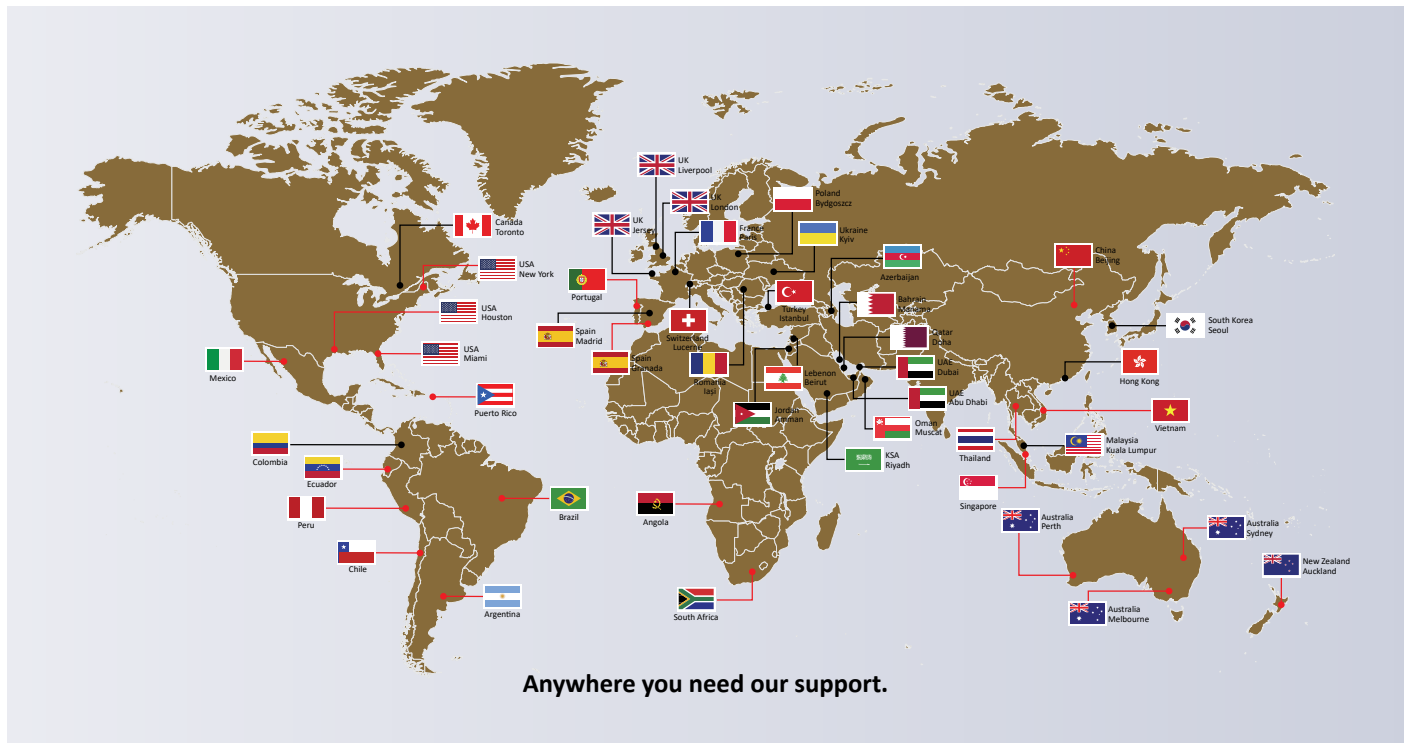 UK
Liverpool
UK
London
Poland
Bydgoszcz
Canada
Toronto
UK
Jersey
France
Paris
Ukraine
Kyiv
China
Beijing
USA
New York
Azerbaijan
Portugal
USA
Houston
Turkey
Istanbul
Bahrain
Manama
South Korea
Seoul
Spain
Madrid
Switzerland
Lucerne
Qatar
Doha
USA
Miami
Mexico
Spain
Granada
Romania
Iași
Lebenon
Beirut
UAE
Dubai
Hong Kong
UAE
Abu Dhabi
Puerto Rico
Jordan
Amman
Oman
Muscat
Vietnam
Colombia
KSA
Riyadh
Thailand
Malaysia
Kuala Lumpur
Ecuador
Singapore
Peru
Brazil
Angola
Australia
Perth
Australia
Sydney
Chile
New Zealand
Auckland
Argentina
South Africa
Australia
Melbourne
Anywhere you need our support.